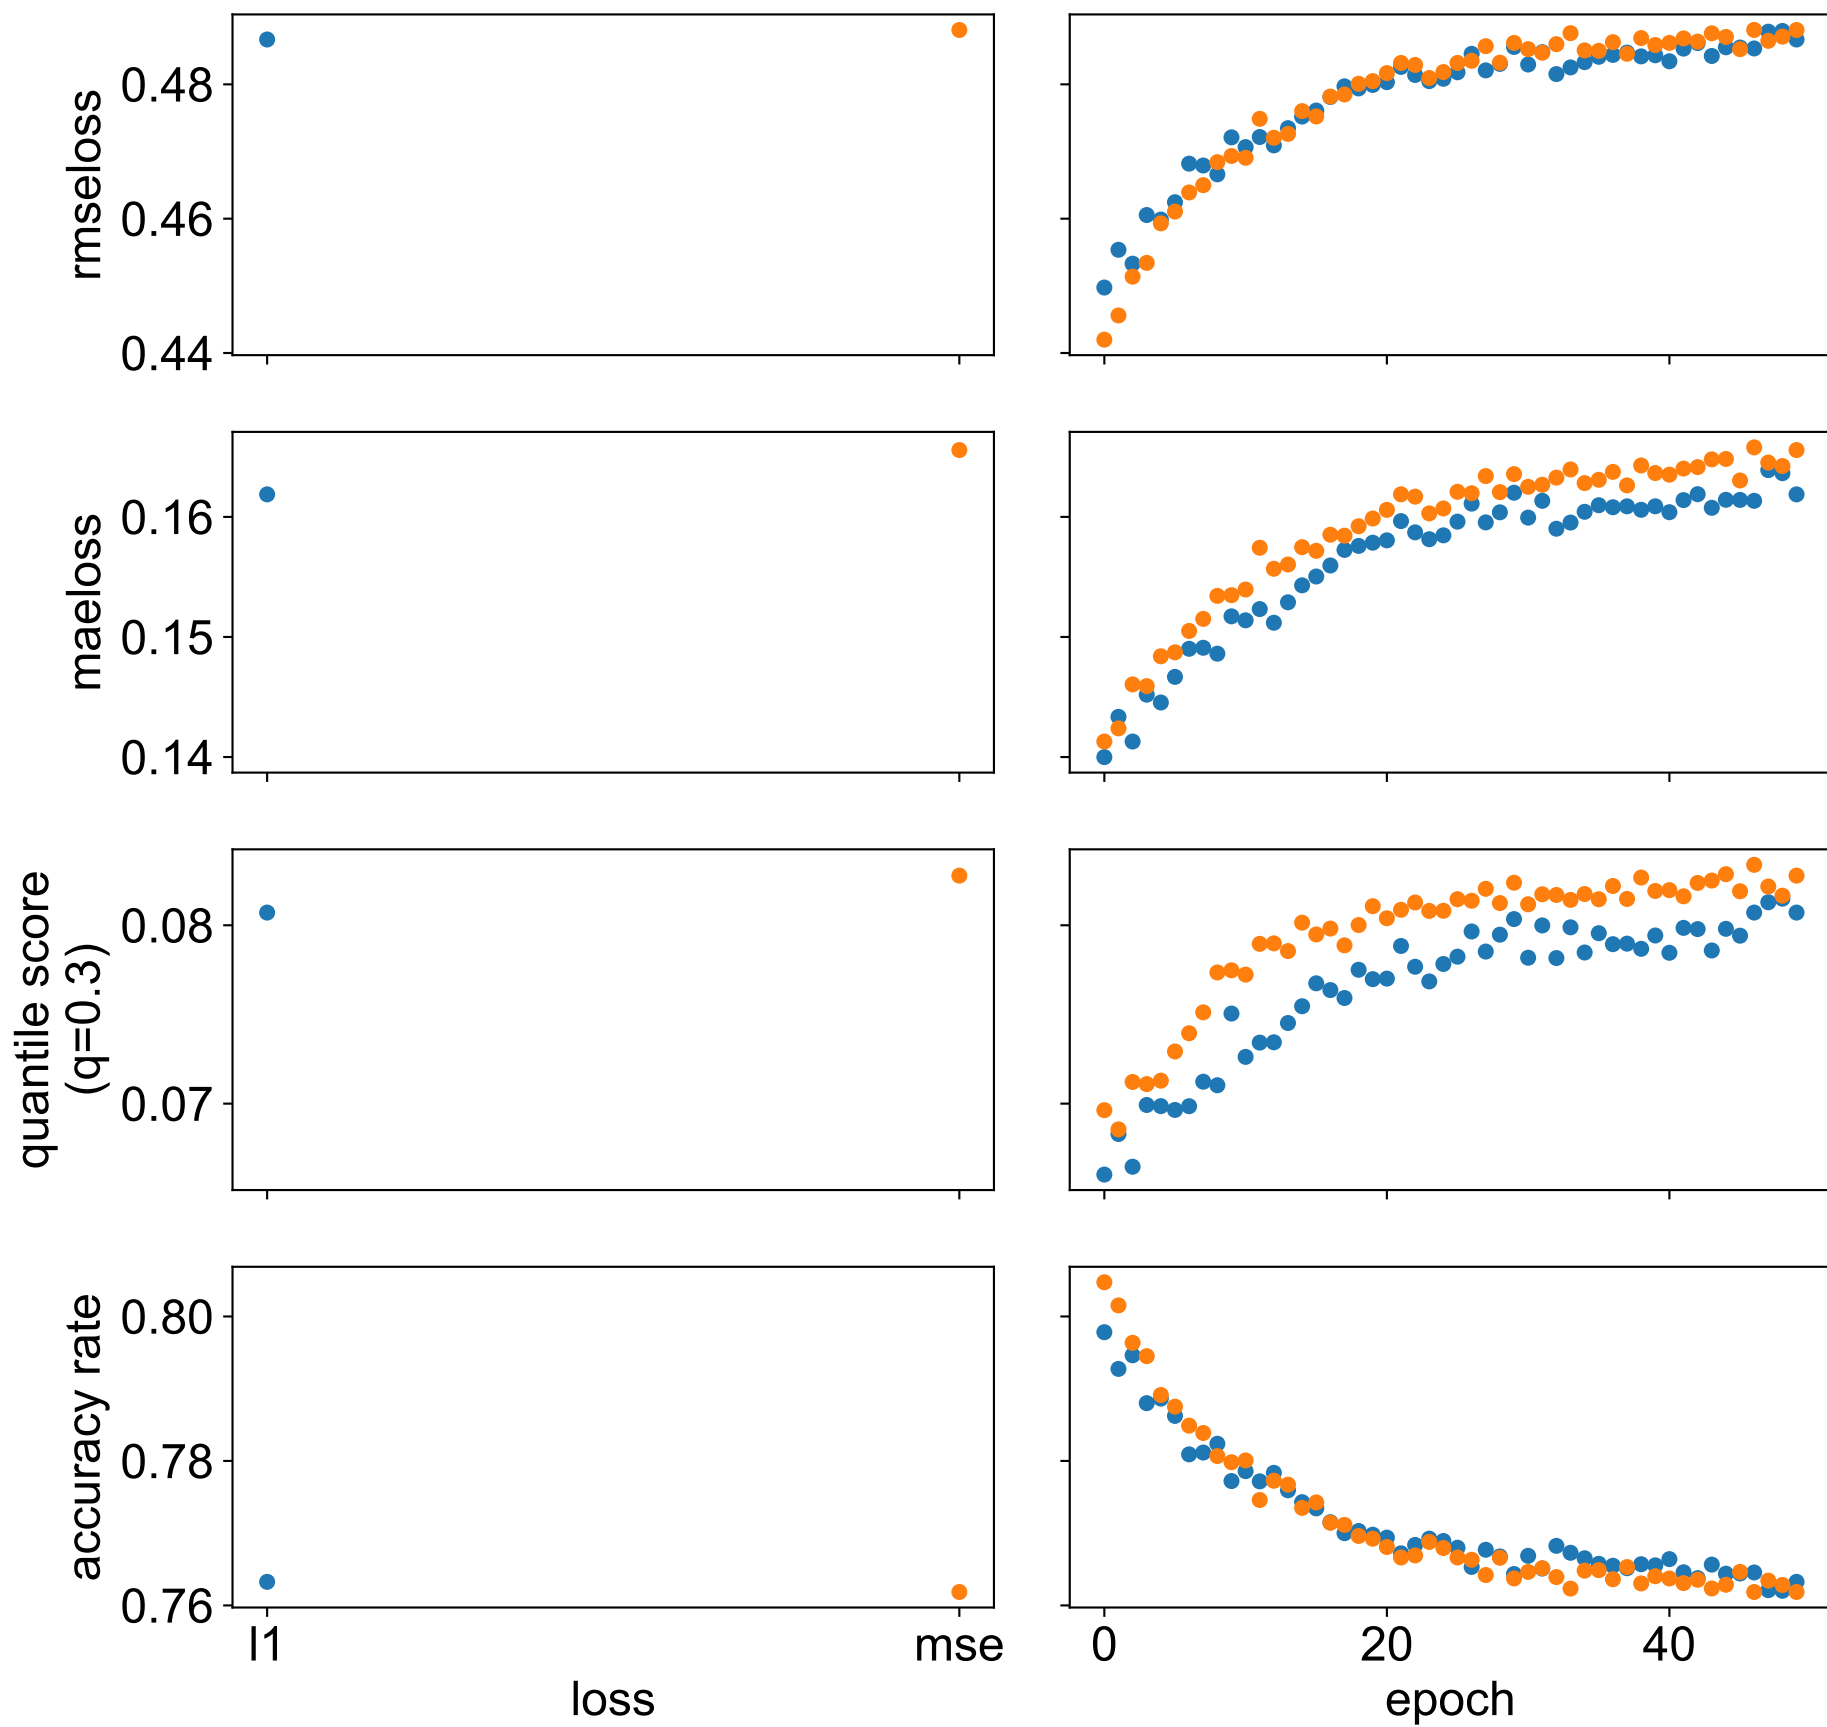 rmseloss
0.48
0.46
0.44
maeloss
0.16
0.15
0.14
quantile score
(q=0.3)
0.08
0.07
accuracy rate
0.80
0.78
0.76
l1
mse
loss
0
20
40
epoch